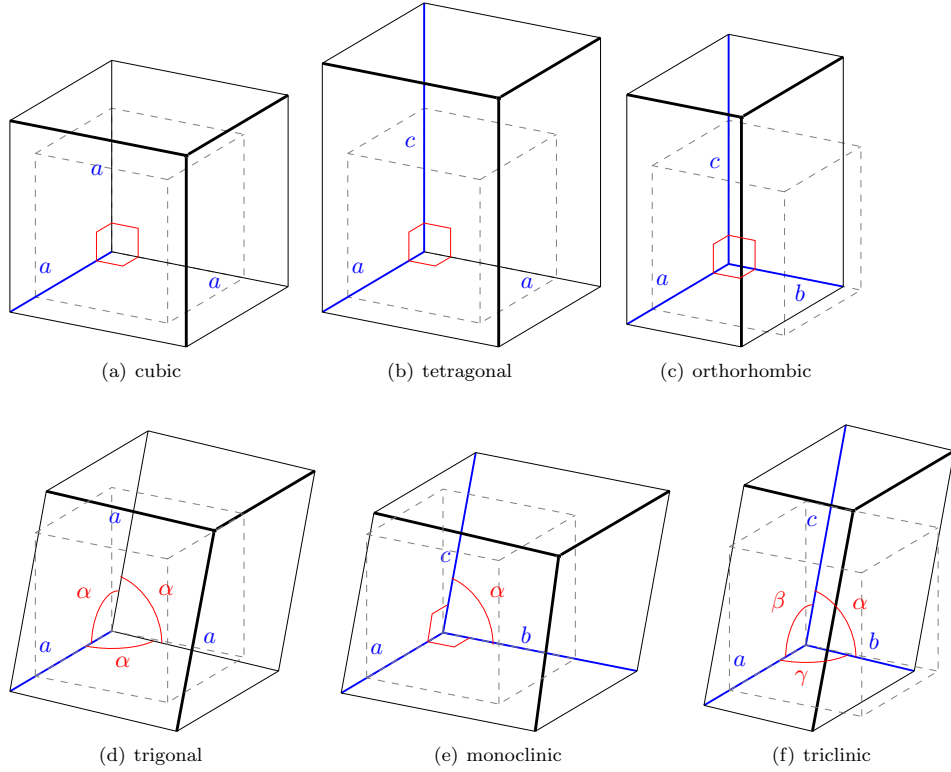 a
a
a
(a) cubic
c
a
a
(b) tetragonal
c
a
b
(c) orthorhombic
a
α
α
a
α
a
(d) trigonal
c
α
a
b
(e) monoclinic
c
β
α
a
b
γ
(f) triclinic